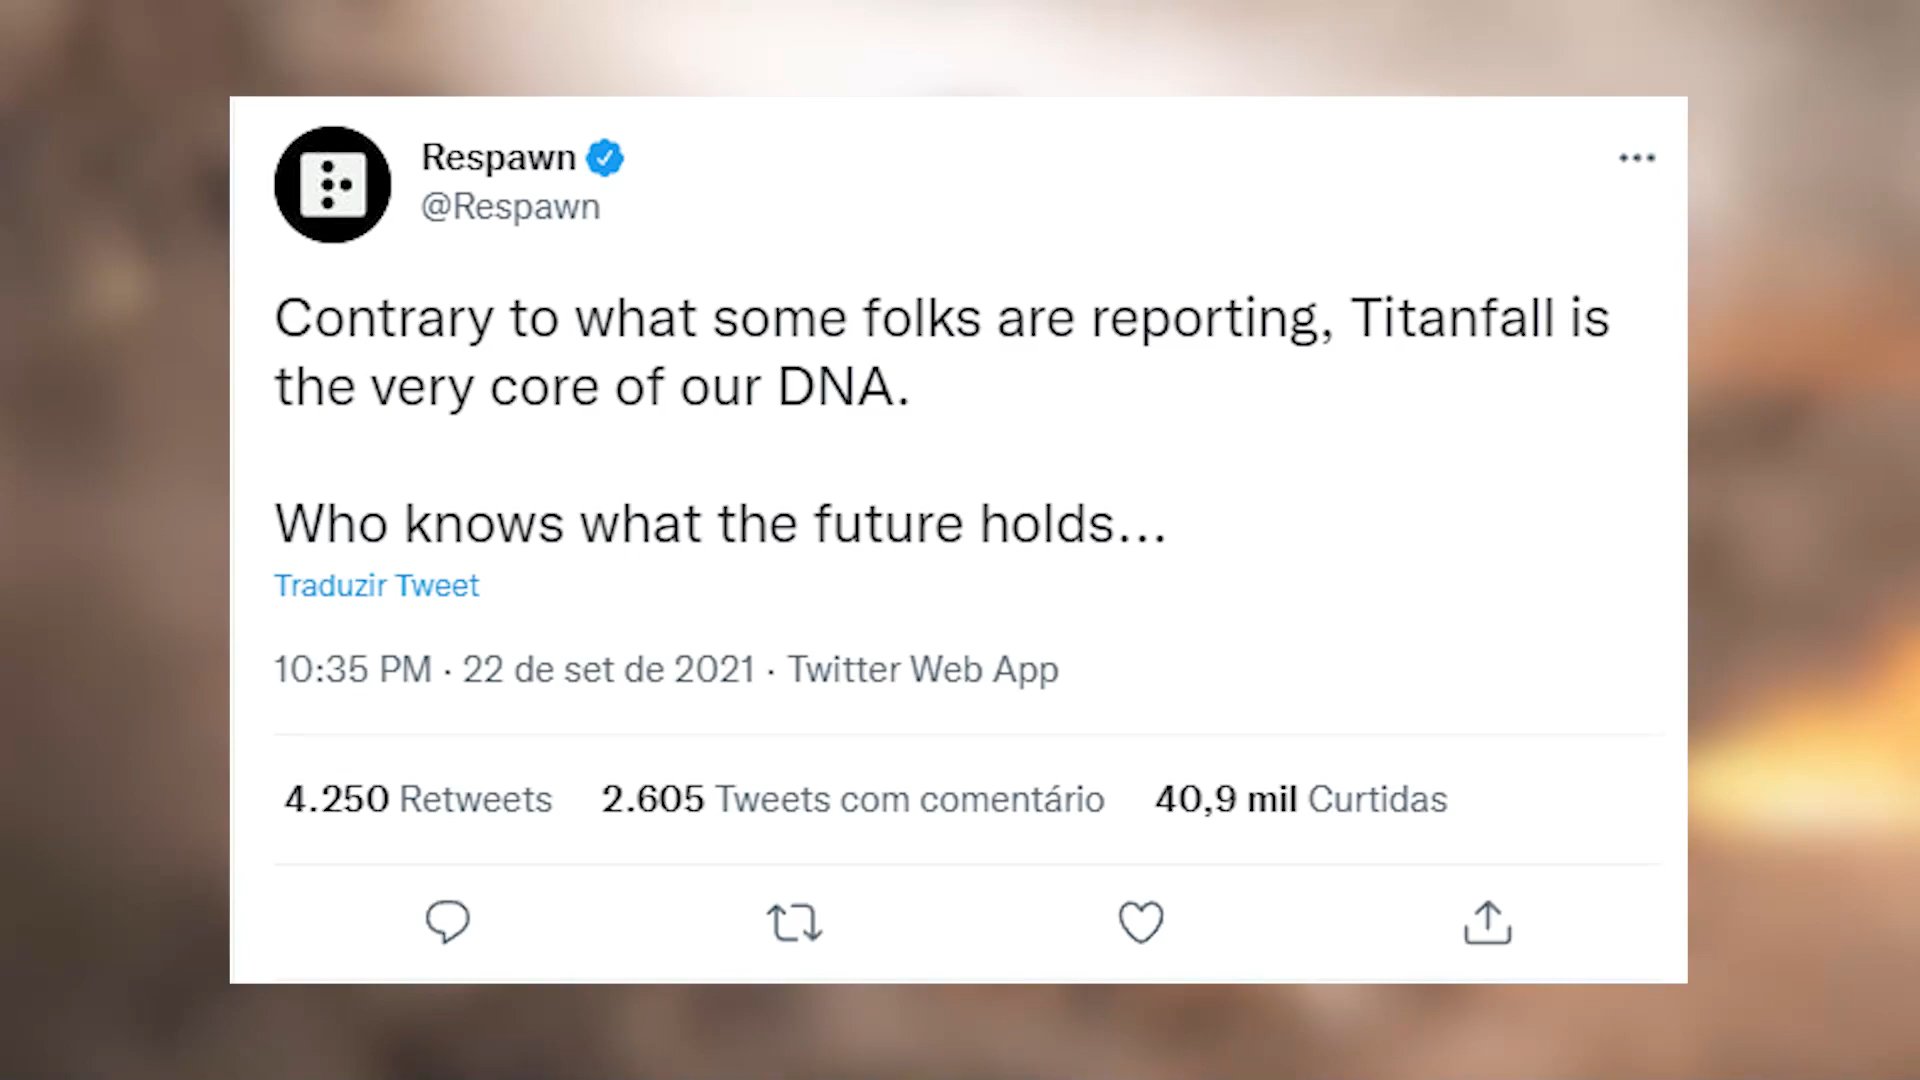 Respawn
@Respawn
Contrary to what some folks are reporting, Titanfall is
the very core of our DNA.
Who knows what the future holds...
Traduzir Tweet
10:35 PM · 22 de set de 2021 · Twitter Web App
4.250 Retweets 2.605 Tweets com comentário 40,9 mil Curtidas